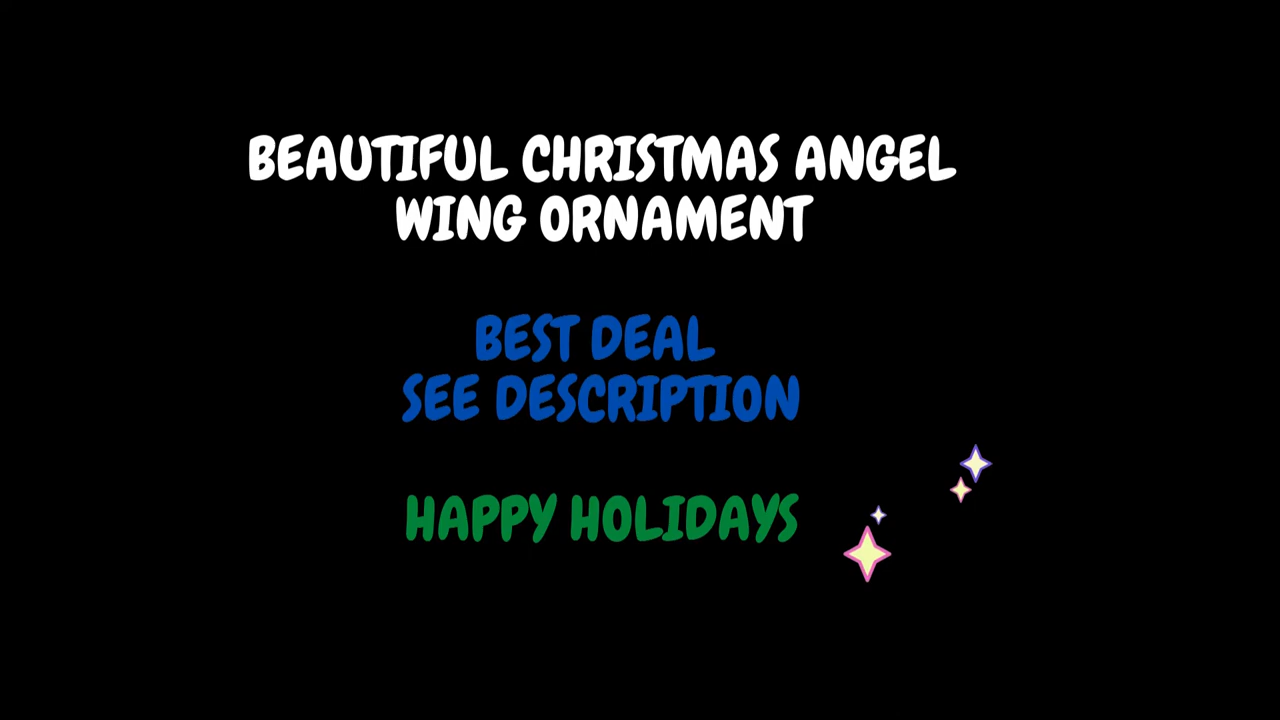 BEAUTIFUL CHRISTMAS ANGEL
WING ORNAMENT
BEST DEAL
SEE DESCRIPTION
HAPPY HOLIDAYS